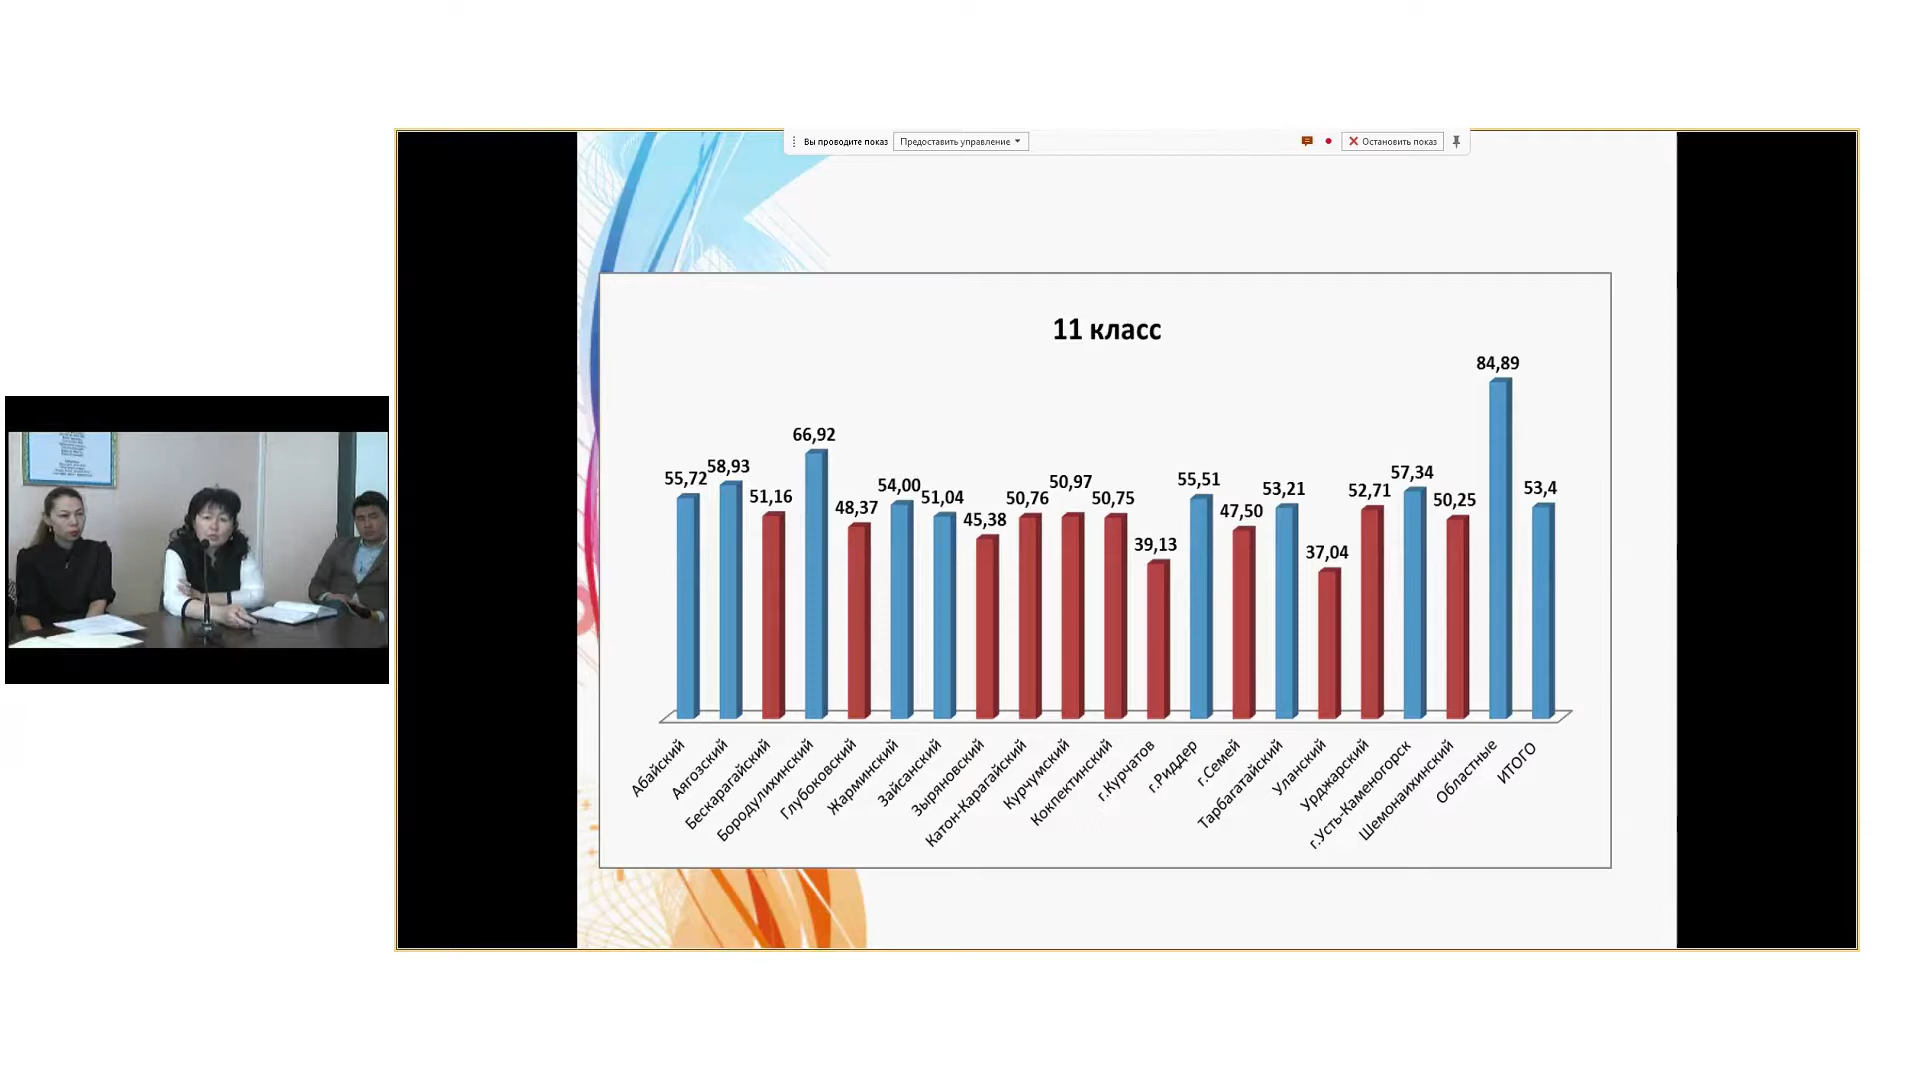 Вы проводите показ
Предоставить управление
Остановить показ
11 класс
55,72
58,93
51,16
66,92
48,37
54,00
51,04
45,38
50,76
50,97
50,75
39,13
55,51
47,50
53,21
37,04
52,71
57,34
50,25
84,89
53,4
Абайский
Аягозский
Бескарагайский
Бородулихинский
Глубоковский
Жарминский
Зайсанский
Зыряновский
Катон-Карагайский
Курчумский
Кокпектинский
г.Курчатов
г.Риддер
г.Семей
Тарбагатайский
Уланский
Урджарский
г.Усть-Каменогорск
Шемонаихинский
Областные
ИТОГО